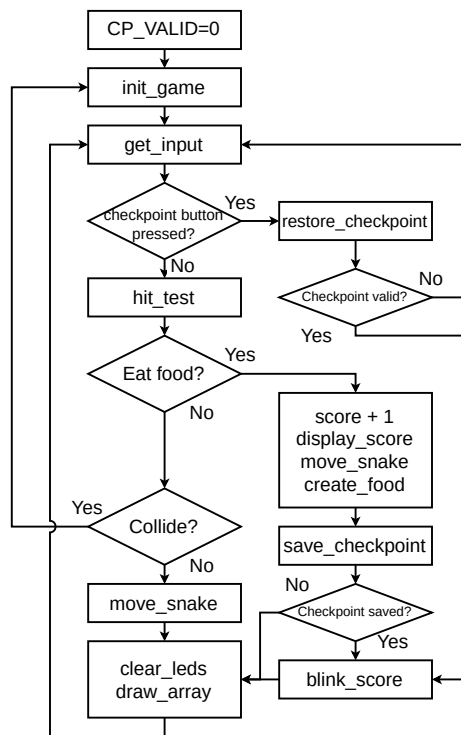 CP_VALID=0
init_game
get_input
checkpoint button
pressed?
Yes
restore_checkpoint
No
Checkpoint valid?
No
Yes
hit_test
Eat food?
Yes
No
score + 1
display_score
move_snake
create_food
save_checkpoint
Yes
Collide?
No
No
Checkpoint saved?
Yes
move_snake
clear_leds
draw_array
blink_score